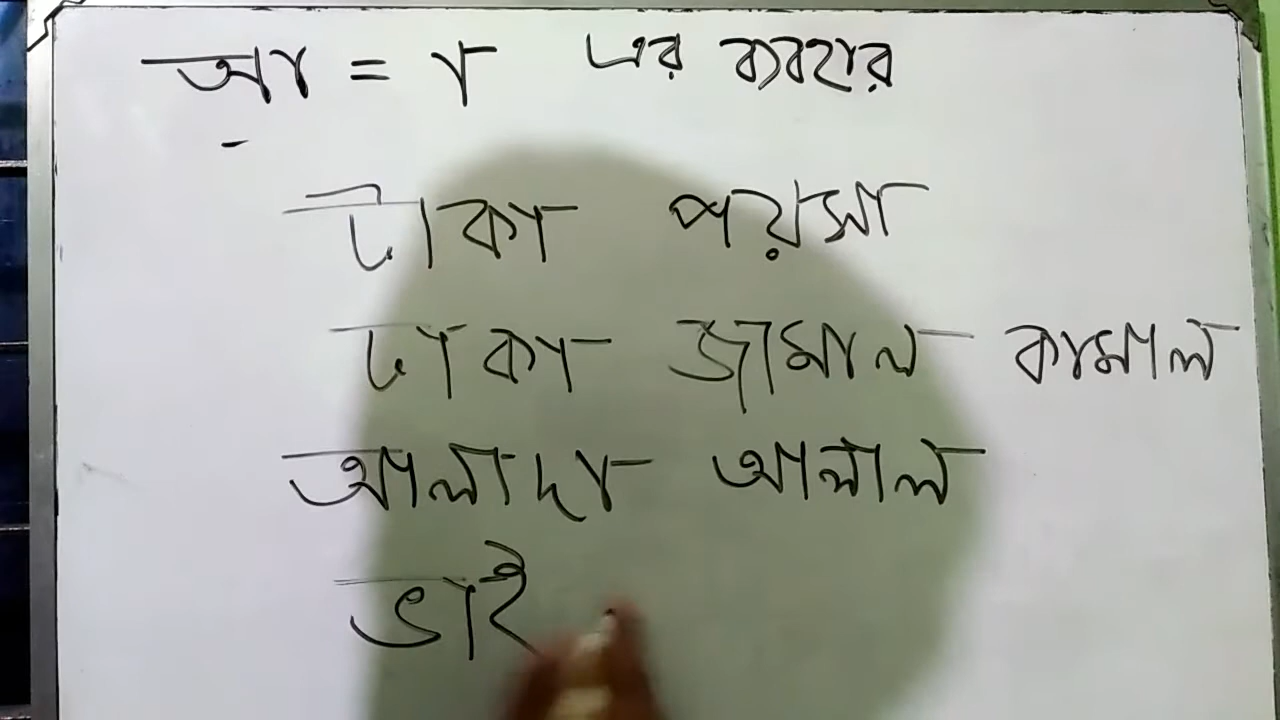 আ = া এর ব্যবহার
টাকা পয়সা
ঢাকা জামাল কামাল
আলাদা আলাল
ভাই